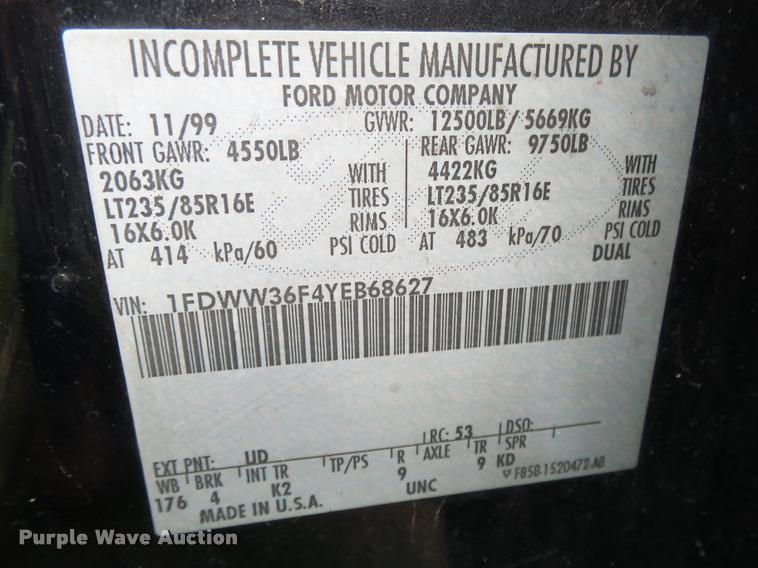 INCOMPLETE VEHICLE MANUFACTURED BY
FORD MOTOR COMPANY
DATE: 11/99 GVWR: 12500LB/ 5669KG
FRONT GAWR: 4550LB REAR GAWR: 9750LB
2063KG WITH 4422KG WITH
LT235/85R16E TIRES LT235/85R16E TIRES
16X6.0K RIMS 16X6.0K RIMS
AT 414 kPa/60 PSI COLD AT 483 kPa/70 PSI COLD
DUAL
VIN: 1FDWW36F4YEB68627
EXT PNT: UD RC: 53 DSO:
WB BRK INT TR TP/PS R AXLE TR SPR
176 4 K2 9 9 KD
UNC
MADE IN U.S.A. F85B-1520472-AB
Purple Wave Auction